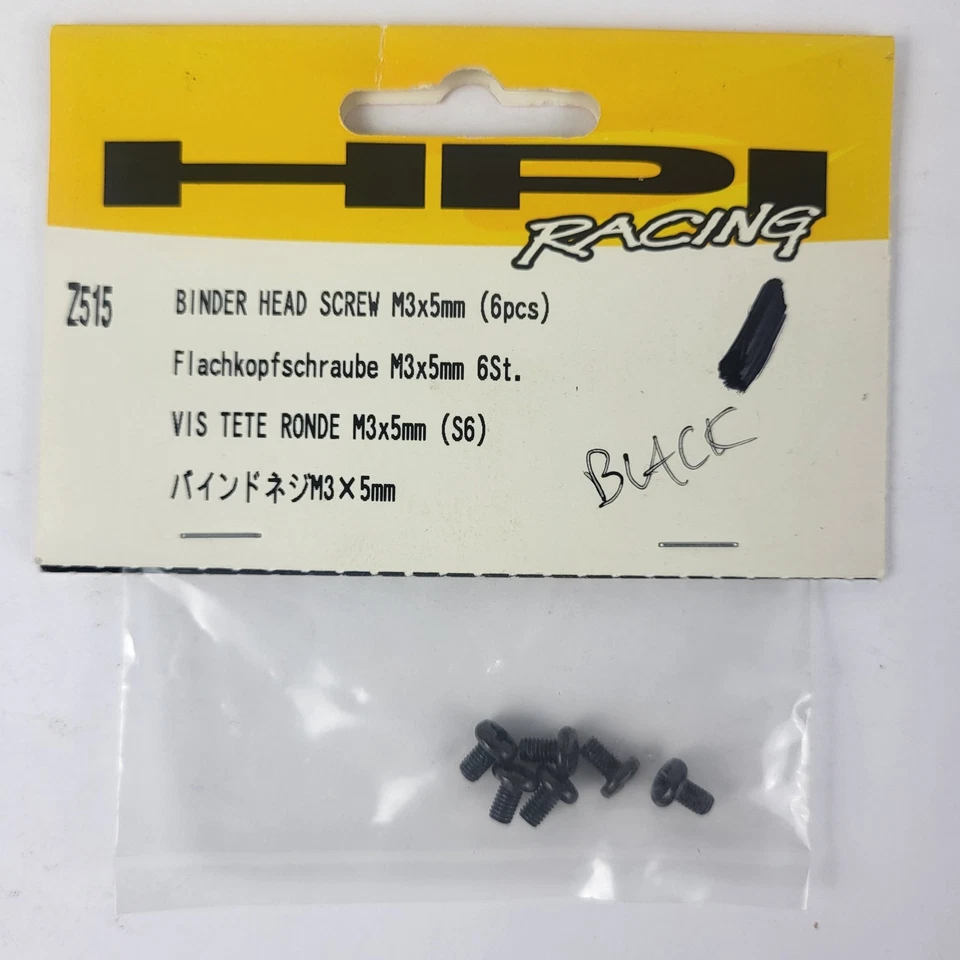 HPI
RACING
Z515
BINDER HEAD SCREW M3x5mm (6pcs)
Flachkopfschraube M3x5mm 6St.
VIS TETE RONDE M3x5mm (S6)
バインドネジM3×5mm
BLACK